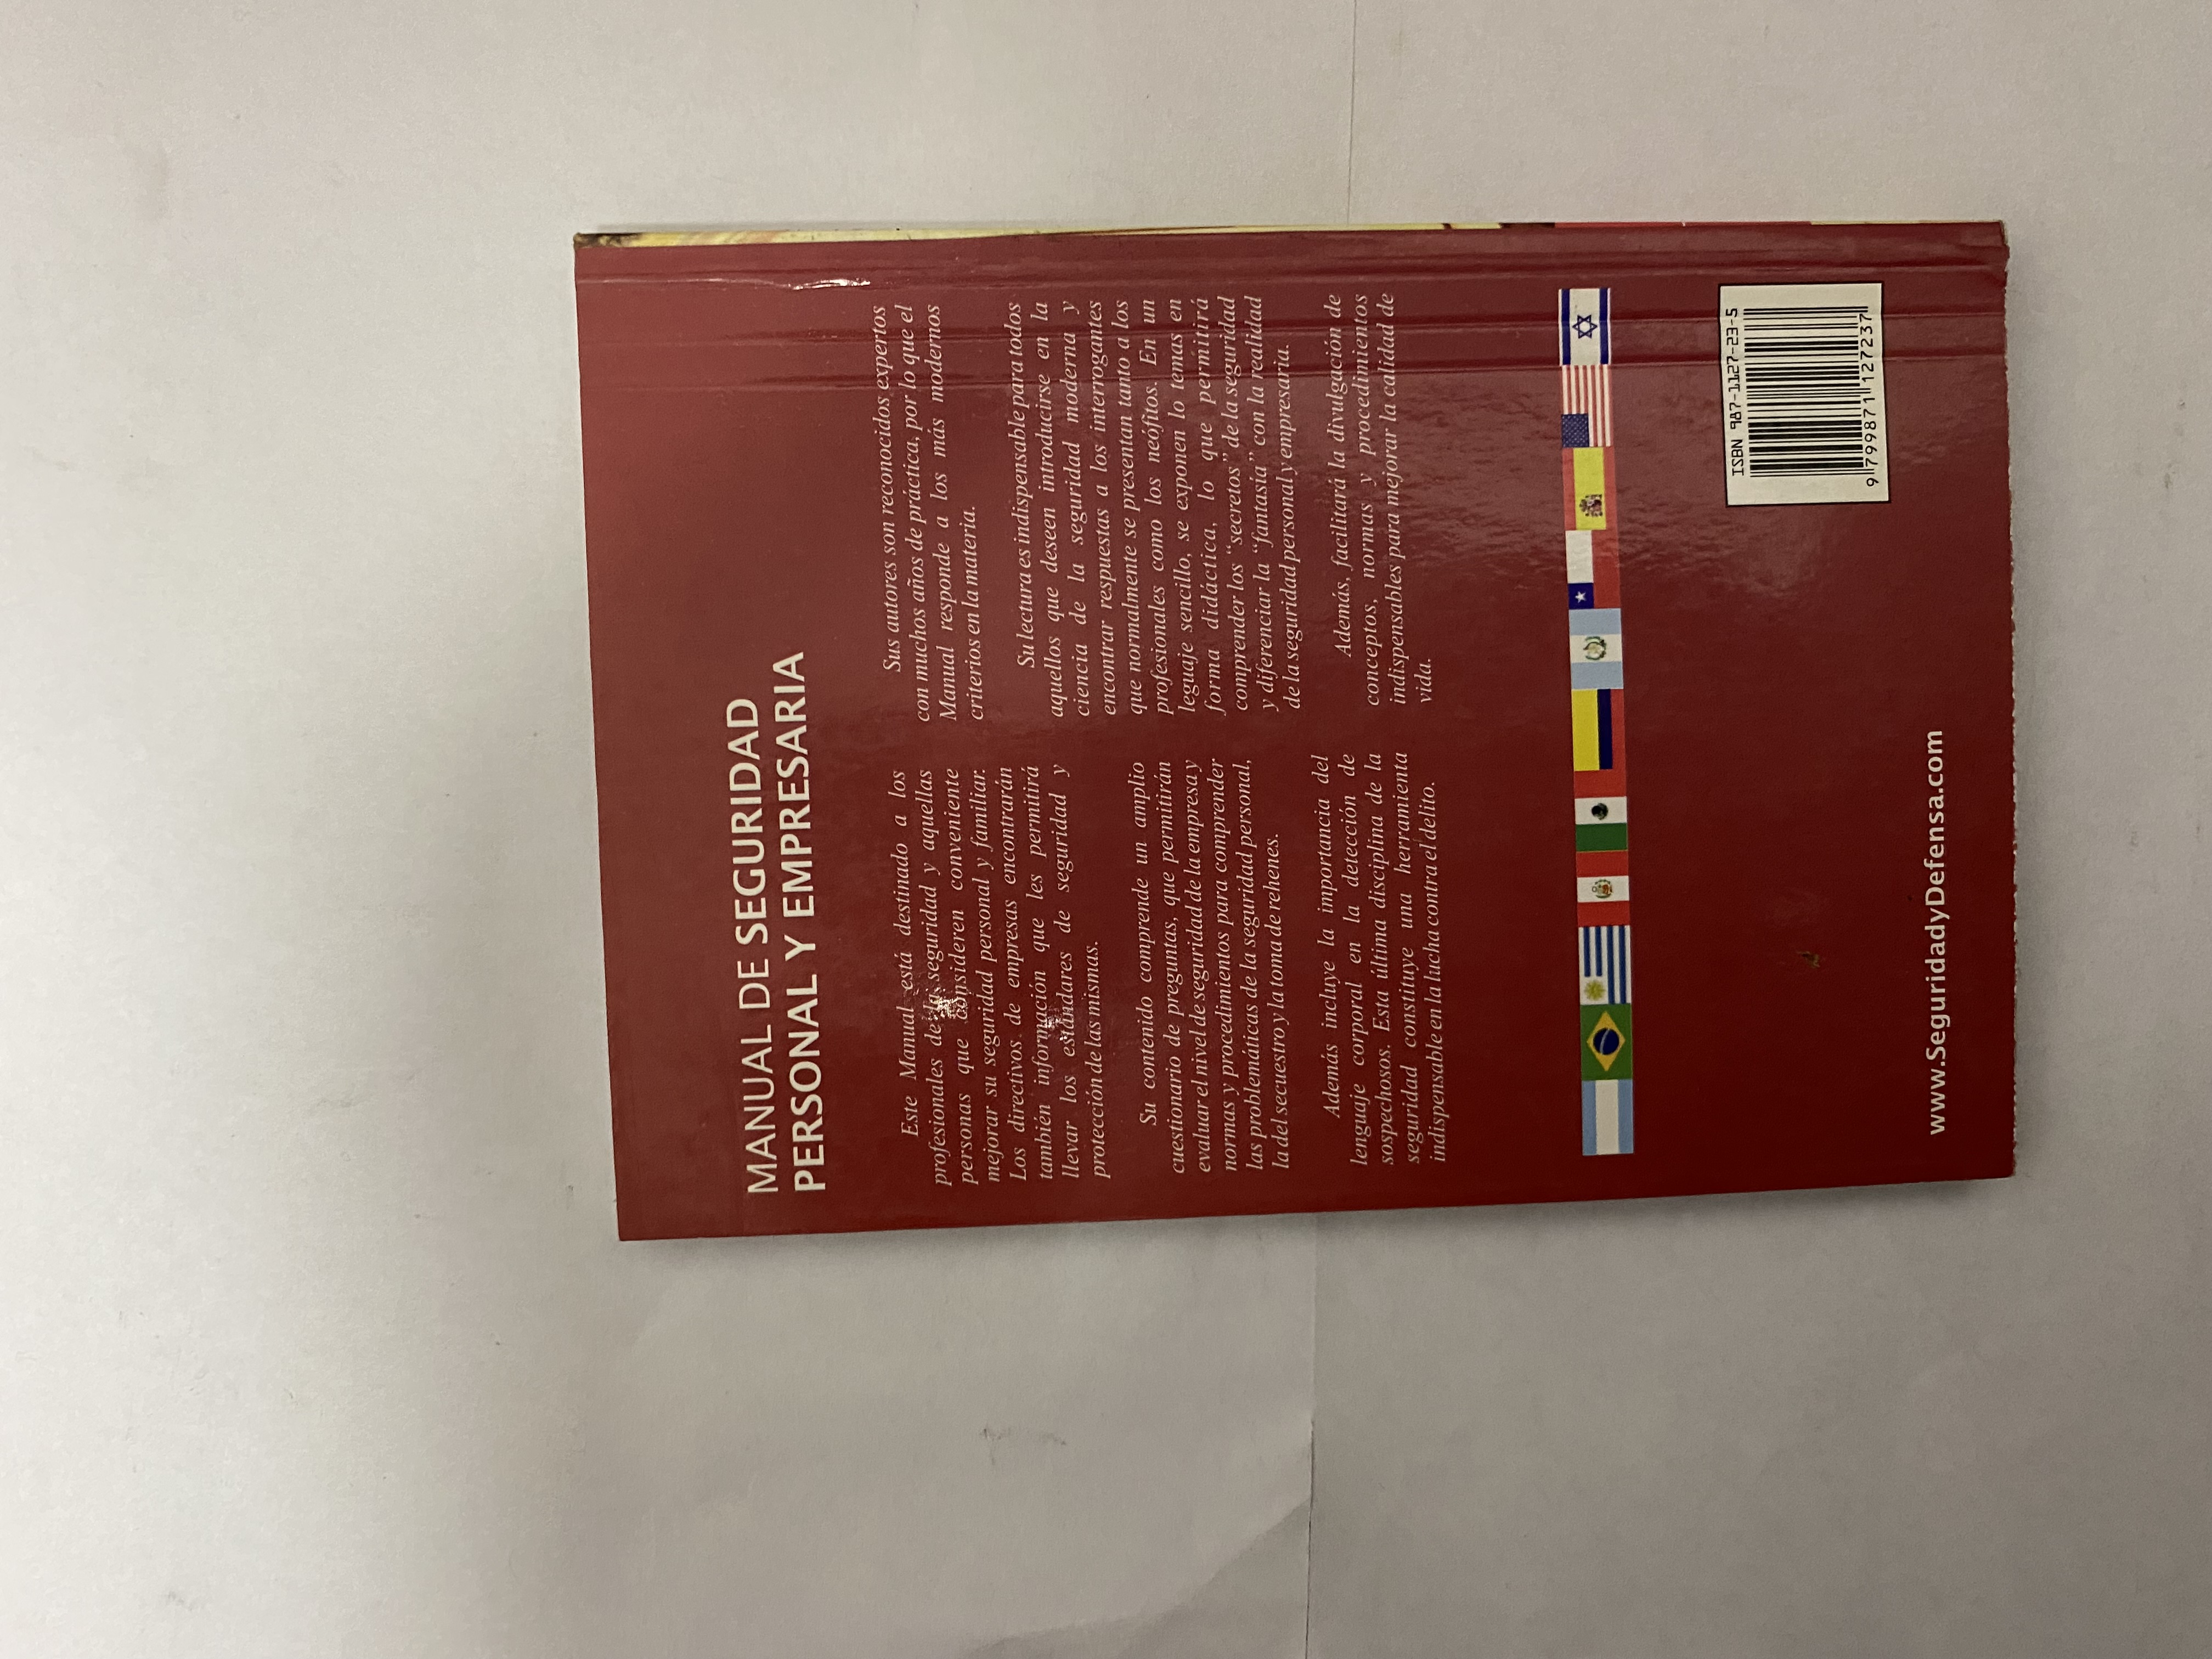 MANUAL DE SEGURIDAD
PERSONAL Y EMPRESARIA
Este Manual está destinado a los
profesionales de la seguridad y aquellas
personas que consideren conveniente
mejorar su seguridad personal y familiar.
Los directivos de empresas encontrarán
también información que les permitirá
llevar los estándares de seguridad y
protección de las mismas.
Su contenido comprende un amplio
cuestionario de preguntas, que permitirán
evaluar el nivel de seguridad de la empresa y
normas y procedimientos para comprender
las problemáticas de la seguridad personal,
la del secuestro y la toma de rehenes.
Además incluye la importancia del
lenguaje corporal en la detección de
sospechosos. Esta última disciplina de la
seguridad constituye una herramienta
indispensable en la lucha contra el delito.
Sus autores son reconocidos expertos
con muchos años de práctica, por lo que el
Manual responde a los más modernos
criterios en la materia.
Su lectura es indispensable para todos
aquellos que deseen introducirse en la
ciencia de la seguridad moderna y
encontrar respuestas a los interrogantes
que normalmente se presentan tanto a los
profesionales como los neófitos. En un
leguaje sencillo, se exponen lo temas en
forma didáctica, lo que permitirá
comprender los "secretos" de la seguridad
y diferenciar la "fantasía" con la realidad
de la seguridad personal y empresaria.
Además, facilitará la divulgación de
conceptos, normas y procedimientos
indispensables para mejorar la calidad de
vida.
ISBN 987-1127-23-5
9 799871 127237
www.SeguridadyDefensa.com